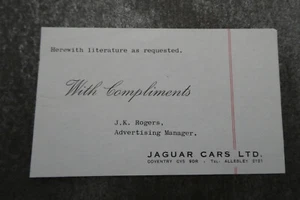 Herewith literature as requested.
With Compliments
J.K. Rogers,
Advertising Manager.
JAGUAR CARS LTD.
COVENTRY CV5 9DR - TEL. ALLESLEY 2121